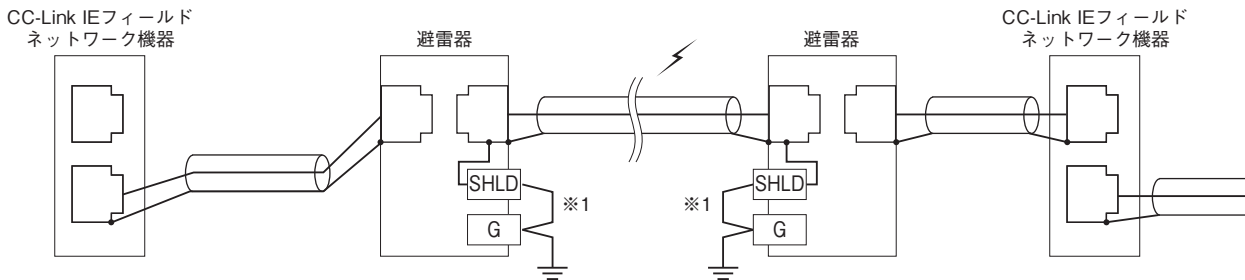 CC-Link IEフィールド
ネットワーク機器
避雷器
避雷器
CC-Link IEフィールド
ネットワーク機器
SHLD
※1
G
※1
SHLD
G